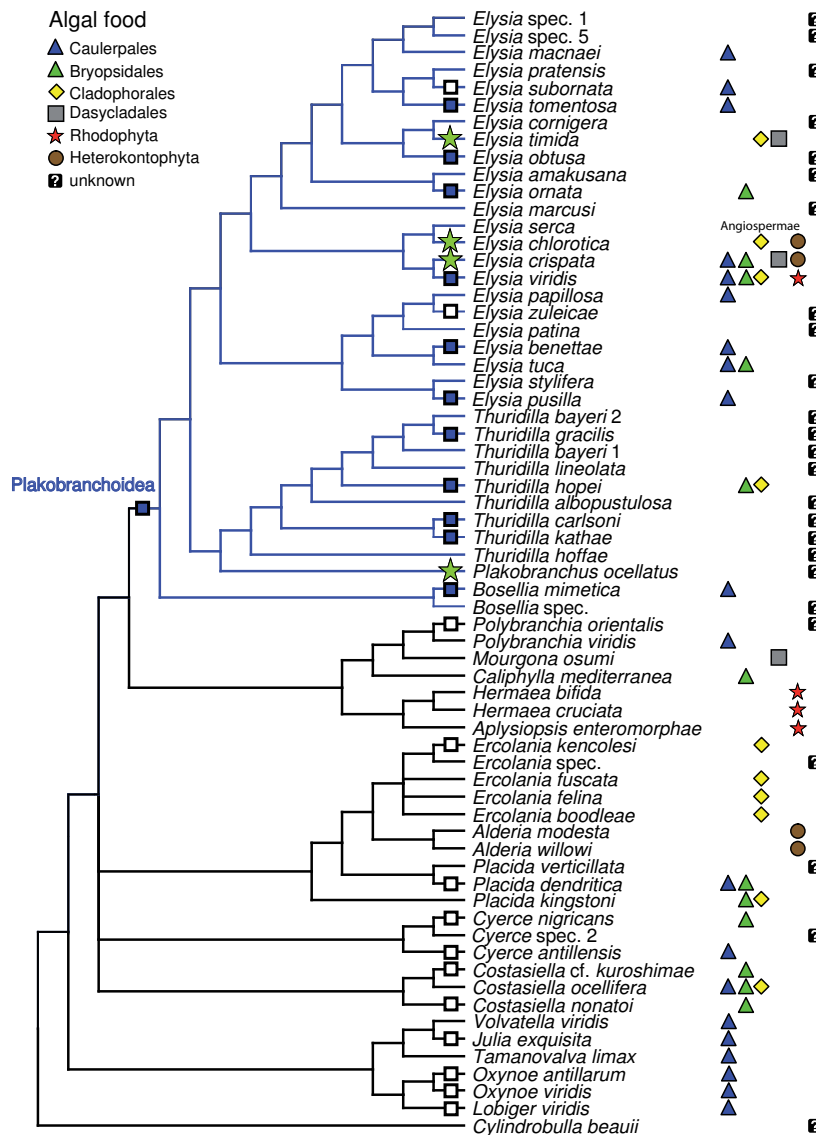 Algal food
Caulerpales
Bryopsidales
Cladophorales
Dasycladales
Rhodophyta
Heterokontophyta
? unknown
Plakobranchoidea
Elysia spec. 1 ?
Elysia spec. 5 ?
Elysia macnaei
Elysia pratensis ?
Elysia subornata
Elysia tomentosa
Elysia cornigera ?
Elysia timida
Elysia obtusa ?
Elysia amakusana ?
Elysia ornata
Elysia marcusi ?
Elysia serca Angiospermae
Elysia chlorotica
Elysia crispata
Elysia viridis
Elysia papillosa
Elysia zuleicae ?
Elysia patina ?
Elysia benettae
Elysia tuca
Elysia stylifera ?
Elysia pusilla
Thuridilla bayeri 2 ?
Thuridilla gracilis ?
Thuridilla bayeri 1 ?
Thuridilla lineolata ?
Thuridilla hopei
Thuridilla albopustulosa ?
Thuridilla carlsoni ?
Thuridilla kathae ?
Thuridilla hoffae ?
Plakobranchus ocellatus ?
Bosellia mimetica
Bosellia spec. ?
Polybranchia orientalis ?
Polybranchia viridis
Mourgona osumi
Caliphylla mediterranea
Hermaea bifida
Hermaea cruciata
Aplysiopsis enteromorphae
Ercolania kencolesi
Ercolania spec. ?
Ercolania fuscata
Ercolania felina
Ercolania boodleae
Alderia modesta
Alderia willowi
Placida verticillata ?
Placida dendritica
Placida kingstoni
Cyerce nigricans
Cyerce spec. 2 ?
Cyerce antillensis
Costasiella cf. kuroshimae
Costasiella ocellifera
Costasiella nonatoi
Volvatella viridis
Julia exquisita
Tamanovalva limax
Oxynoe antillarum
Oxynoe viridis
Lobiger viridis
Cylindrobulla beauii ?